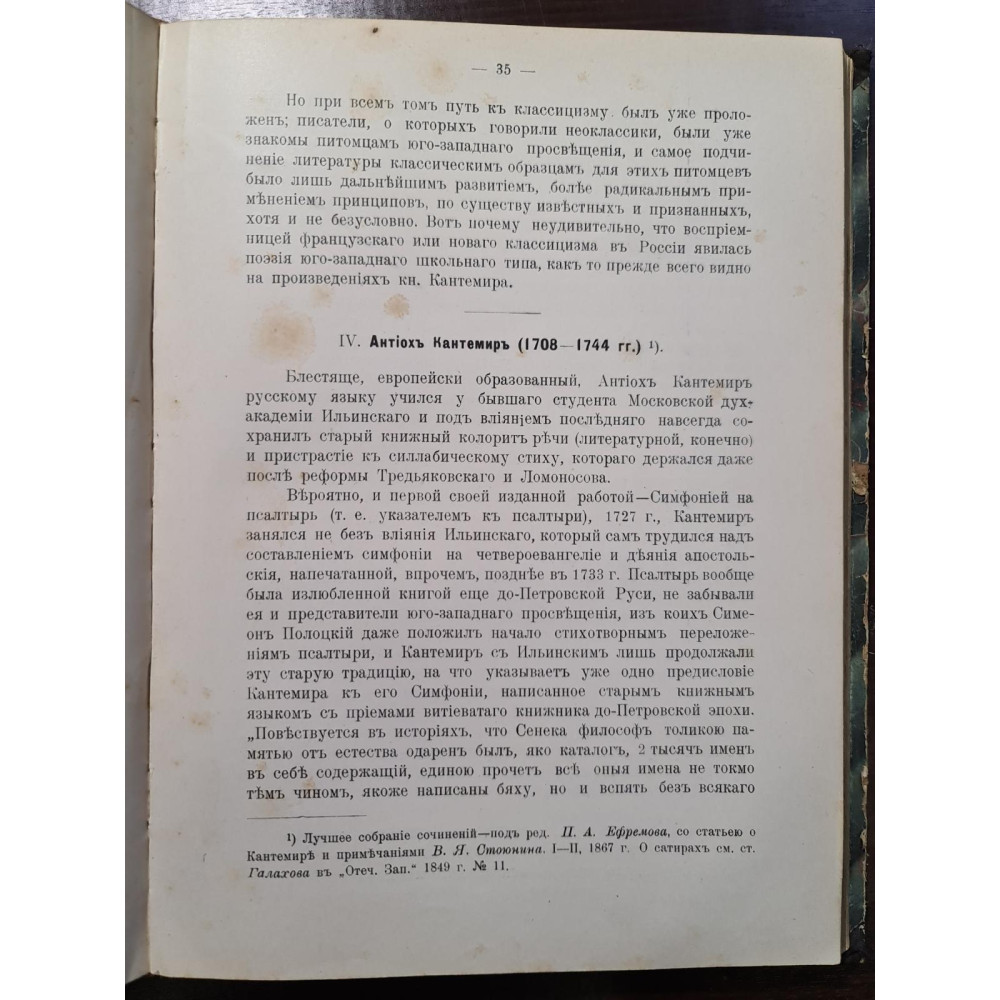 — 35 —
Но при всемъ томъ путь къ классицизму былъ уже проло-
женъ; писатели, о которыхъ говорили неоклассики, были уже
знакомы питомцамъ юго-западнаго просвѣщенія, и самое подчи-
неніе литературы классическимъ образцамъ для этихъ питомцевъ
было лишь дальнѣйшимъ развитіемъ, болѣе радикальнымъ при-
мѣненіемъ принциповъ, по существу извѣстныхъ и признанныхъ,
хотя и не безусловно. Вотъ почему неудивительно, что воспріем-
ницей французскаго или новаго классицизма въ Россіи явилась
поэзія юго-западнаго школьнаго типа, какъ то прежде всего видно
на произведеніяхъ кн. Кантемира.
IV. Антіохъ Кантемиръ (1708—1744 гг.) ¹).
Блестяще, европейски образованный, Антіохъ Кантемиръ
русскому языку учился у бывшаго студента Московской дух.
академіи Ильинскаго и подъ вліяніемъ послѣдняго навсегда со-
хранилъ старый книжный колоритъ рѣчи (литературной, конечно)
и пристрастіе къ силлабическому стиху, котораго держался даже
послѣ реформы Тредьяковскаго и Ломоносова.
Вѣроятно, и первой своей изданной работой—Симфоніей на
псалтырь (т. е. указателемъ къ псалтыри), 1727 г., Кантемиръ
занялся не безъ вліянія Ильинскаго, который самъ трудился надъ
составленіемъ симфоніи на четвероевангеліе и дѣянія апостоль-
скія, напечатанной, впрочемъ, позднѣе въ 1733 г. Псалтырь вообще
была излюбленной книгой еще до-Петровской Руси, не забывали
ея и представители юго-западнаго просвѣщенія, изъ коихъ Симе-
онъ Полоцкій даже положилъ начало стихотворнымъ переложе-
ніямъ псалтыри, и Кантемиръ съ Ильинскимъ лишь продолжали
эту старую традицію, на что указываетъ уже одно предисловіе
Кантемира къ его Симфоніи, написанное старымъ книжнымъ
языкомъ съ пріемами витіеватаго книжника до-Петровской эпохи.
„Повѣствуется въ исторіяхъ, что Сенека философъ толикою па-
мятью отъ естества одаренъ былъ, яко каталогъ, 2 тысячъ именъ
въ себѣ содержащій, единою прочетъ всѣ оныя имена не токмо
тѣмъ чиномъ, якоже написаны бяху, но и вспять безъ всякаго
¹) Лучшее собраніе сочиненій—подъ ред. П. А. Ефремова, со статьею о
Кантемирѣ и примѣчаніями В. Я. Стоюнина. I—II, 1867 г. О сатирахъ см. ст.
Галахова въ „Отеч. Зап.“ 1849 г. № 11.